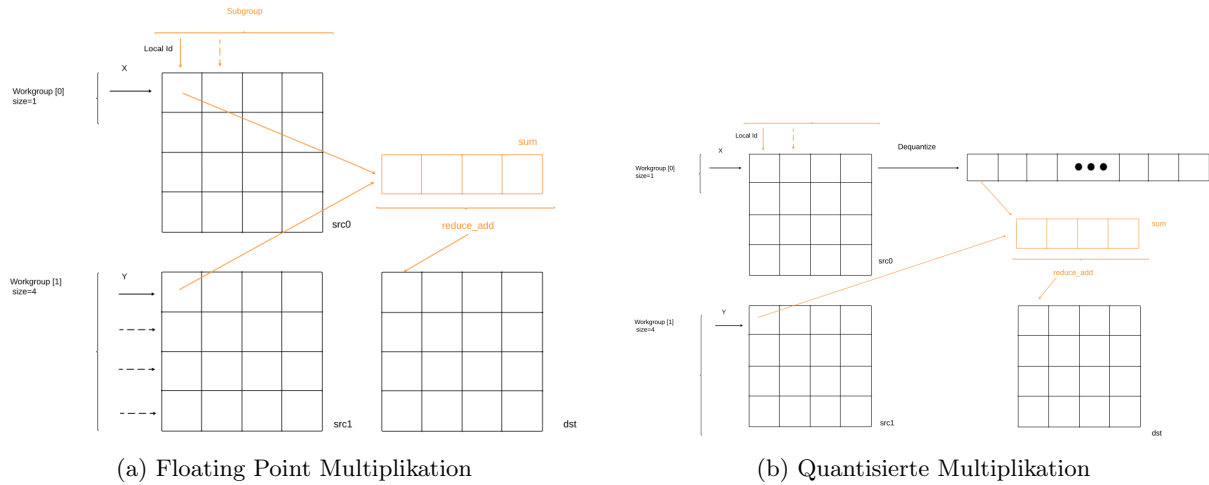 Subgroup
Local Id
X
Workgroup [0]
size=1
sum
src0
reduce_add
Workgroup [1]
size=4
Y
src1
dst
(a) Floating Point Multiplikation
Local Id
X
Workgroup [0]
size=1
Dequantize
sum
src0
reduce_add
Workgroup [1]
size=4
Y
src1
dst
(b) Quantisierte Multiplikation